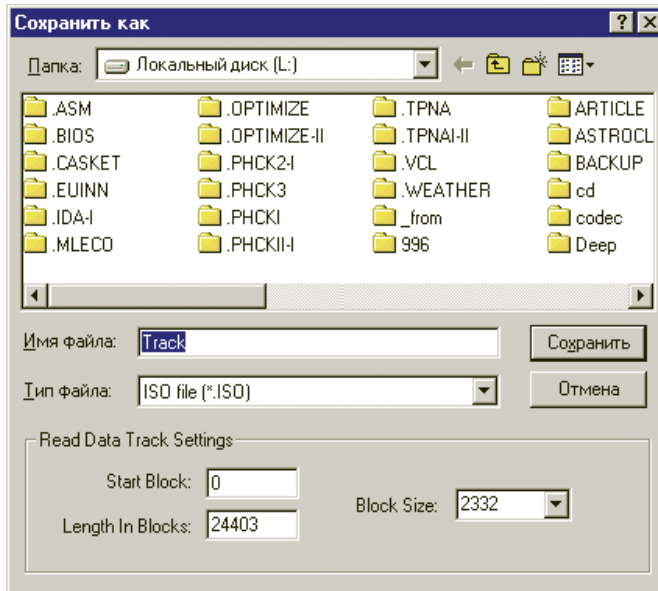 Сохранить как
Папка: Локальный диск (L:)
.ASM .OPTIMIZE .TPNA ARTICLE
.BIOS .OPTIMIZE-II .TPNAI-II ASTROCL
.CASKET .PHCK2-I .VCL BACKUP
.EUINN .PHCK3 .WEATHER cd
.IDA-I .PHCKI _from codec
.MLECO .PHCKII-I 996 Deep
Имя файла: Track Сохранить
Тип файла: ISO file (*.ISO) Отмена
Read Data Track Settings
Start Block: 0
Block Size: 2332
Length In Blocks: 24403